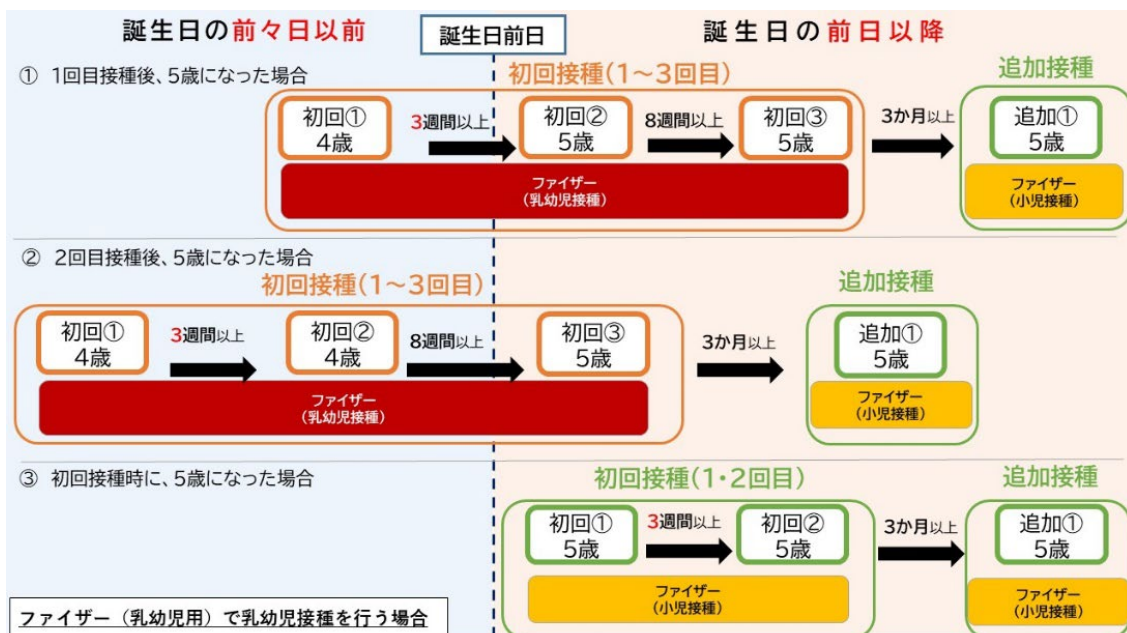 誕生日の前々日以前
誕生日前日
誕生日の前日以降
① 1回目接種後、5歳になった場合
初回接種(1～3回目)
追加接種
初回①
4歳
3週間以上
初回②
5歳
8週間以上
初回③
5歳
3か月以上
追加①
5歳
ファイザー
(乳幼児接種)
ファイザー
(小児接種)
② 2回目接種後、5歳になった場合
初回接種(1～3回目)
追加接種
初回①
4歳
3週間以上
初回②
4歳
8週間以上
初回③
5歳
3か月以上
追加①
5歳
ファイザー
(乳幼児接種)
ファイザー
(小児接種)
③ 初回接種時に、5歳になった場合
初回接種(1・2回目)
追加接種
初回①
5歳
3週間以上
初回②
5歳
3か月以上
追加①
5歳
ファイザー
(小児接種)
ファイザー
(小児接種)
ファイザー（乳幼児用）で乳幼児接種を行う場合